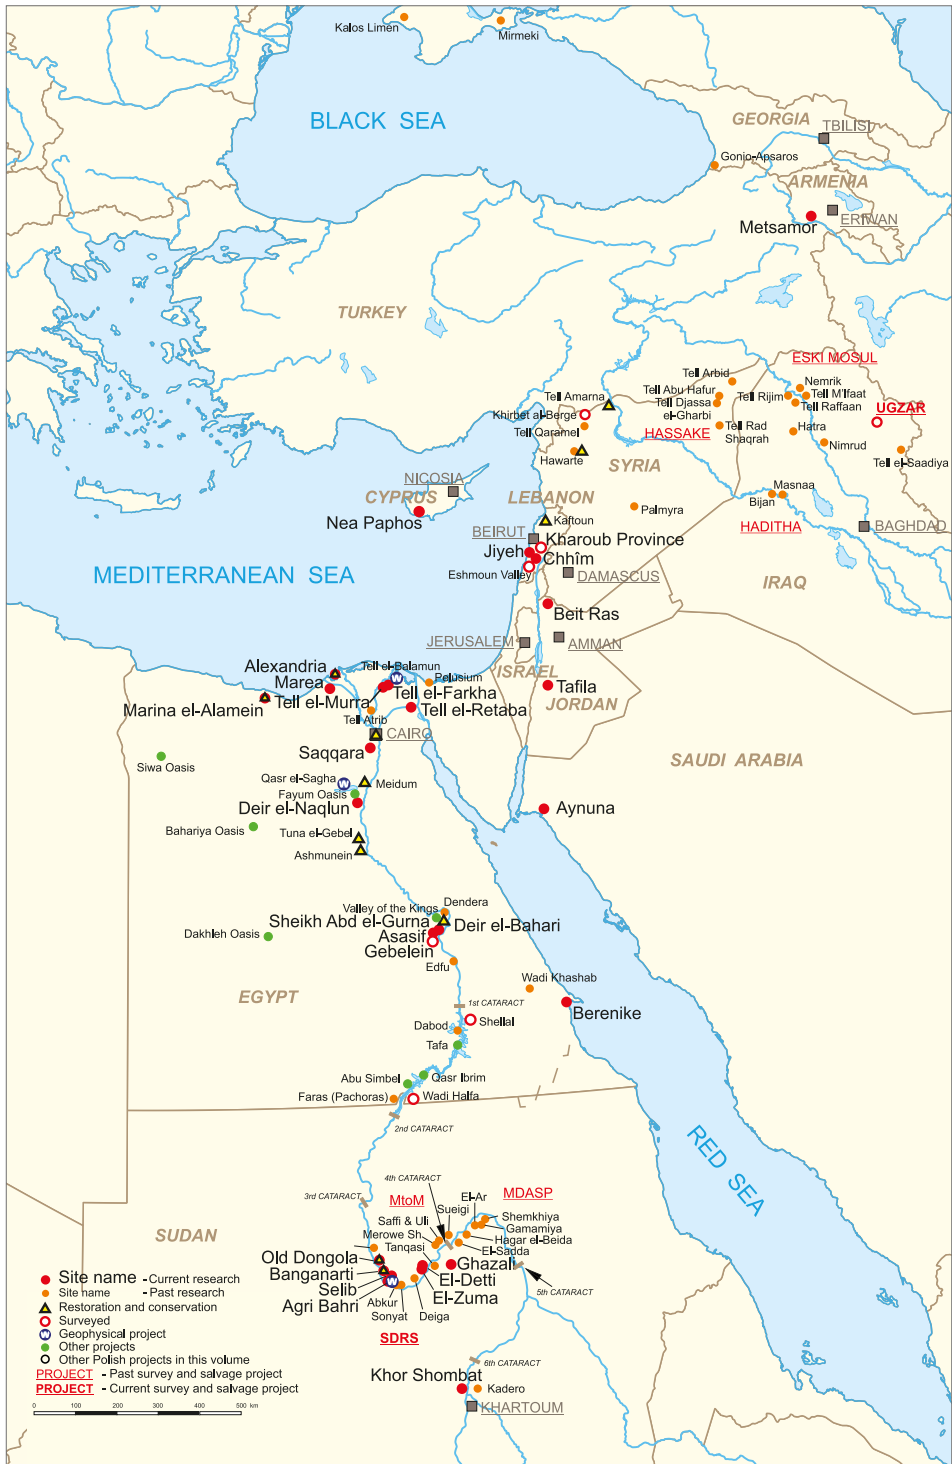 Kalos Limen
Mirmeki
BLACK SEA
GEORGIA
TBILISI
Gonio-Apsaros
ARMENIA
ERIWAN
Metsamor
TURKEY
ESKI MOSUL
Tell Arbid
Nemrik
Tell Abu Hafur
Tell Rijim
Tell M'lfaat
Tell Amarna
Tell Djassa
el-Gharbi
Tell Raffaan
UGZAR
Khirbet al-Berge
Tell Qaramel
HASSAKE
Tell Rad
Shaqrah
Hatra
Nimrud
Hawarte
SYRIA
Tell el-Saadiya
NICOSIA
CYPRUS
LEBANON
Masnaa
Bijan
Nea Paphos
Kaftoun
Palmyra
HADITHA
BAGHDAD
BEIRUT
Kharoub Province
Jiyeh
Chhîm
Eshmoun Valley
DAMASCUS
MEDITERRANEAN SEA
IRAQ
Beit Ras
JERUSALEM
AMMAN
Alexandria
Tell el-Balamun
ISRAEL
Marea
Pelusium
Tell el-Farkha
Tafila
Tell el-Murra
JORDAN
Marina el-Alamein
Tell el-Retaba
Tell Atrib
CAIRO
Saqqara
SAUDI ARABIA
Siwa Oasis
Qasr el-Sagha
Meidum
Fayum Oasis
Deir el-Naqlun
Aynuna
Bahariya Oasis
Tuna el-Gebel
Ashmunein
Dendera
Valley of the Kings
Sheikh Abd el-Gurna
Deir el-Bahari
Dakhleh Oasis
Asasif
Gebelein
Edfu
Wadi Khashab
EGYPT
1st CATARACT
Berenike
Shellal
Dabod
Tafa
Abu Simbel
Qasr Ibrim
Faras (Pachoras)
Wadi Halfa
2nd CATARACT
RED SEA
4th CATARACT
3rd CATARACT
MtoM
MDASP
El-Ar
Sueigi
Shemkhiya
Saffi & Uli
Gamamiya
SUDAN
Merowe Sh.
Hagar el-Beida
Tanqasi
El-Sadda
Old Dongola
Ghazali
Banganarti
El-Detti
Selib
El-Zuma
5th CATARACT
Agri Bahri
Abkur
Sonyat
Deiga
SDRS
6th CATARACT
Khor Shombat
Kadero
KHARTOUM
Site name - Current research
Site name - Past research
Restoration and conservation
Surveyed
W Geophysical project
Other projects
Other Polish projects in this volume
PROJECT - Past survey and salvage project
PROJECT - Current survey and salvage project
0 100 200 300 400 500 km
W
W
W